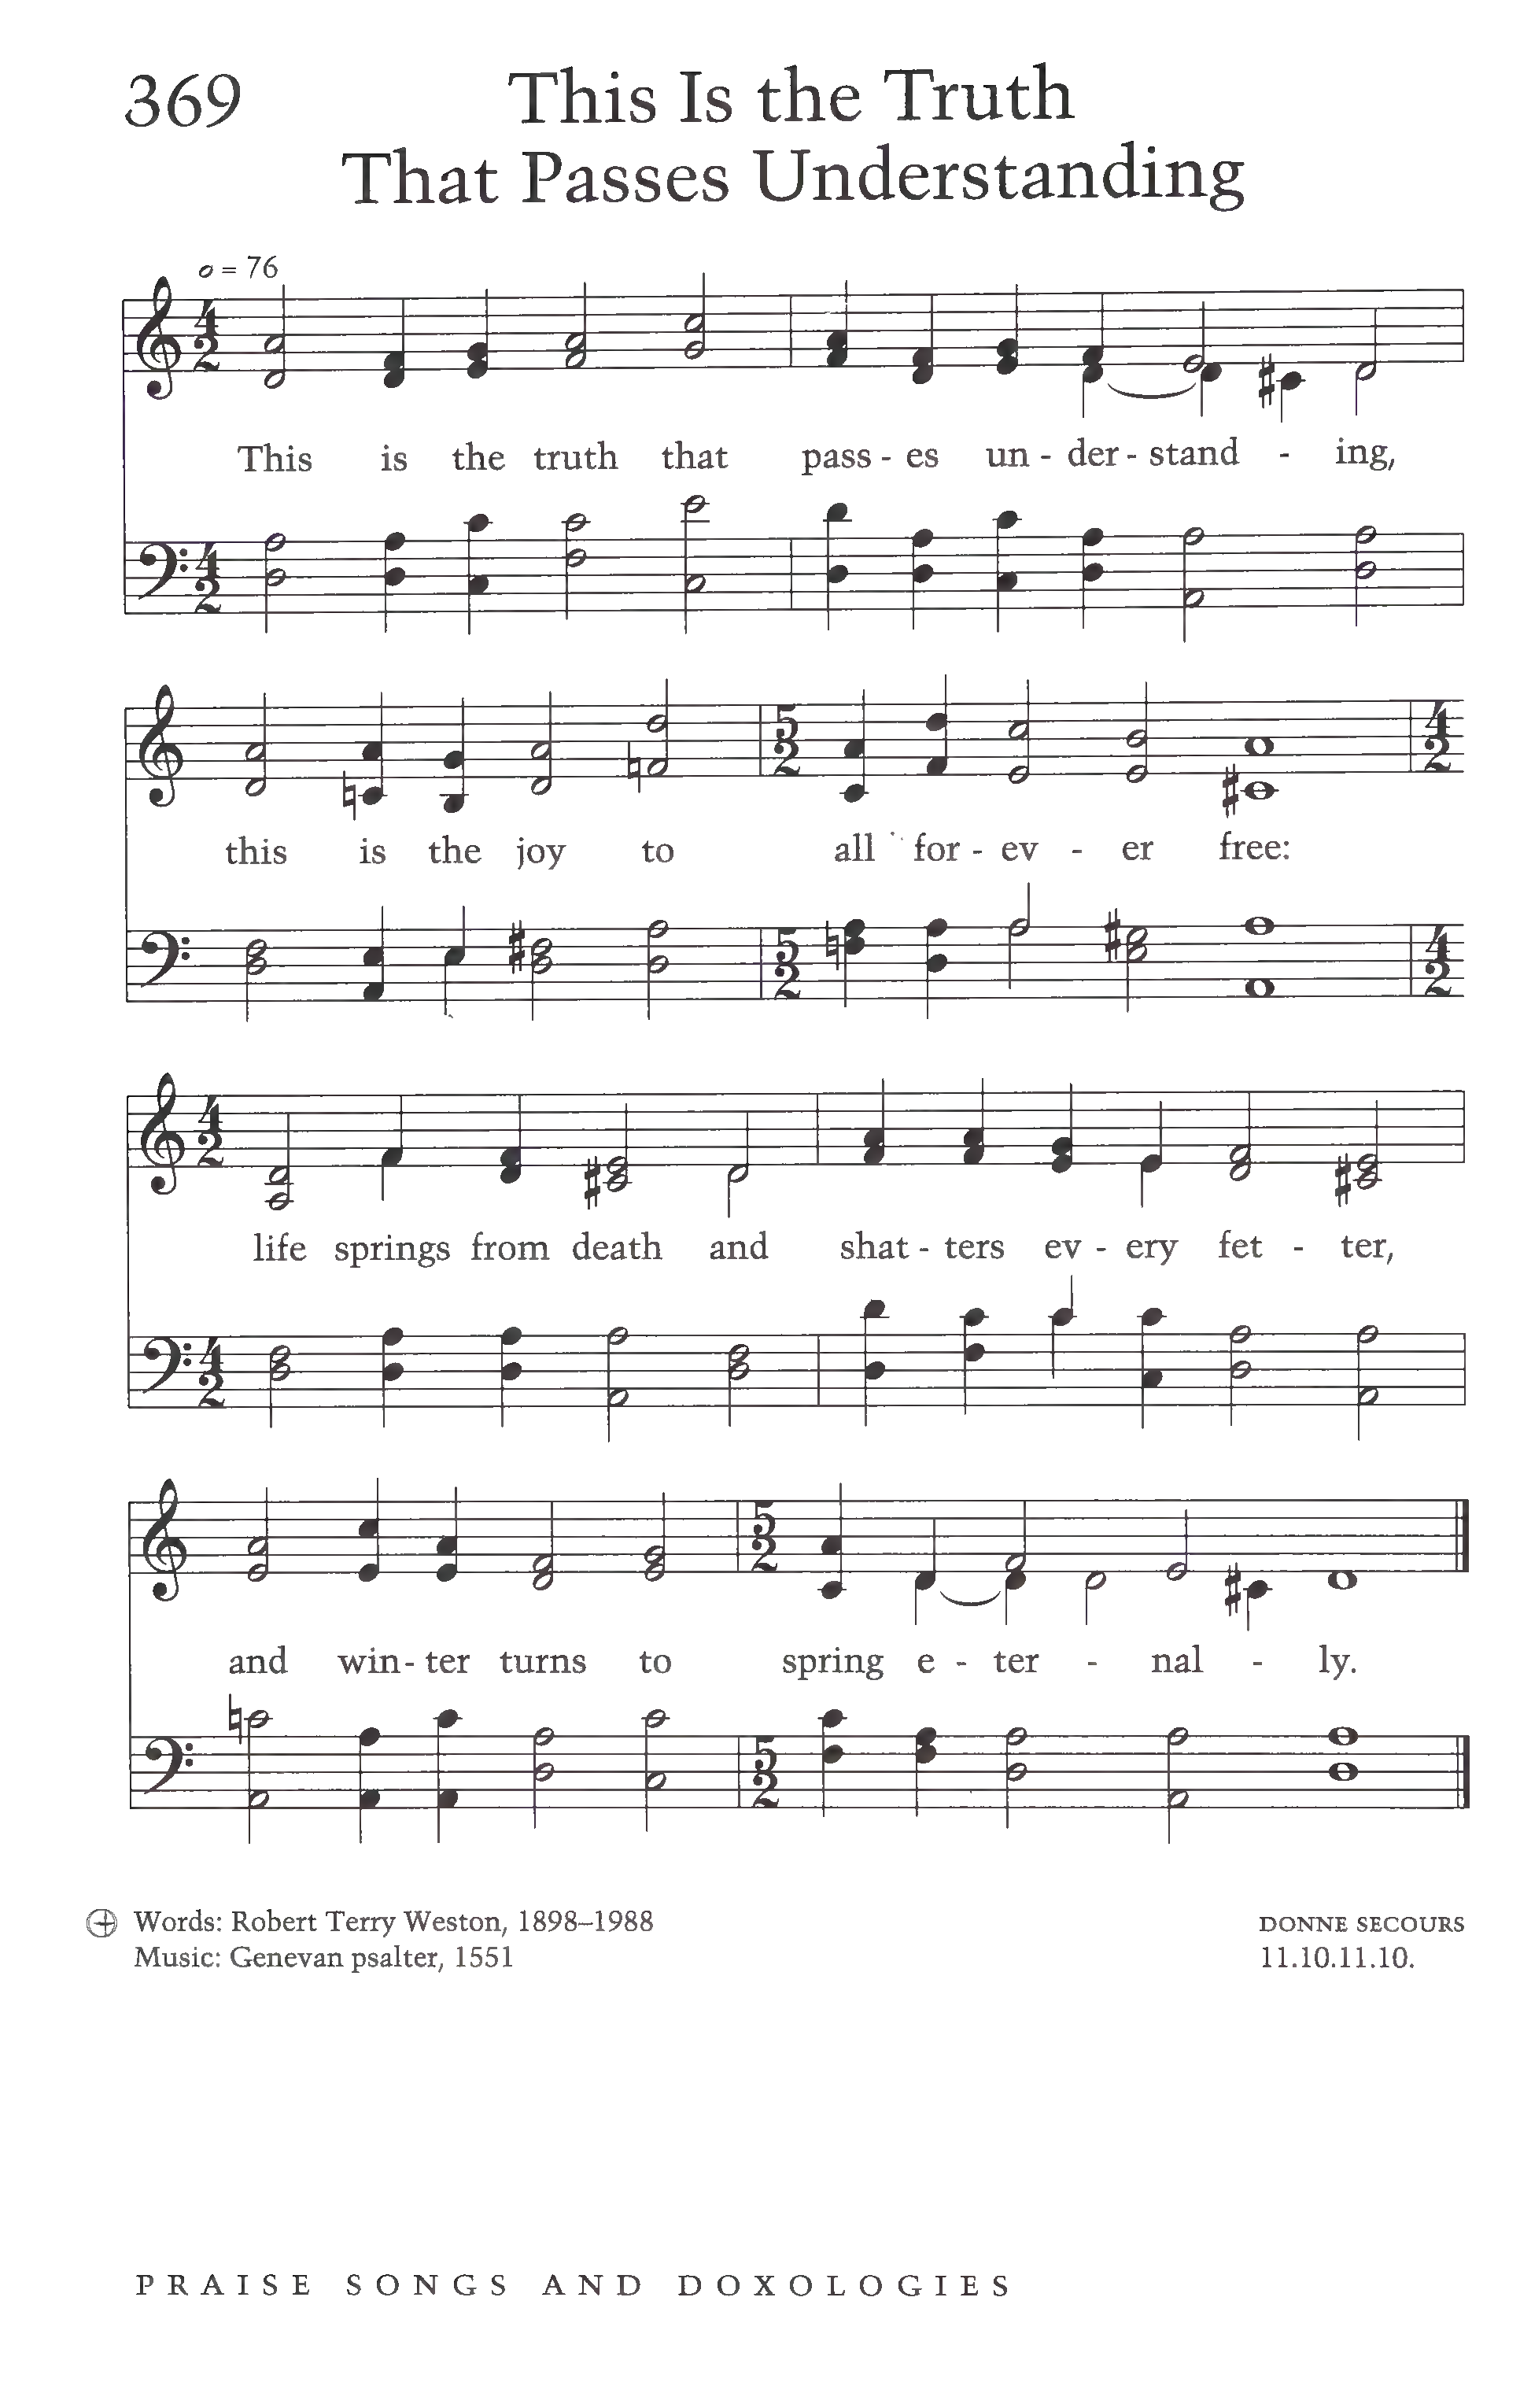 369
This Is the Truth
That Passes Understanding
𝅗𝅥 = 76
This is the truth that pass - es un - der - stand - ing,
this is the joy to all for - ev - er free:
life springs from death and shat - ters ev - ery fet - ter,
and win - ter turns to spring e - ter - nal - ly.
Words: Robert Terry Weston, 1898–1988
Music: Genevan psalter, 1551
DONNE SECOURS
11.10.11.10.
PRAISE SONGS AND DOXOLOGIES